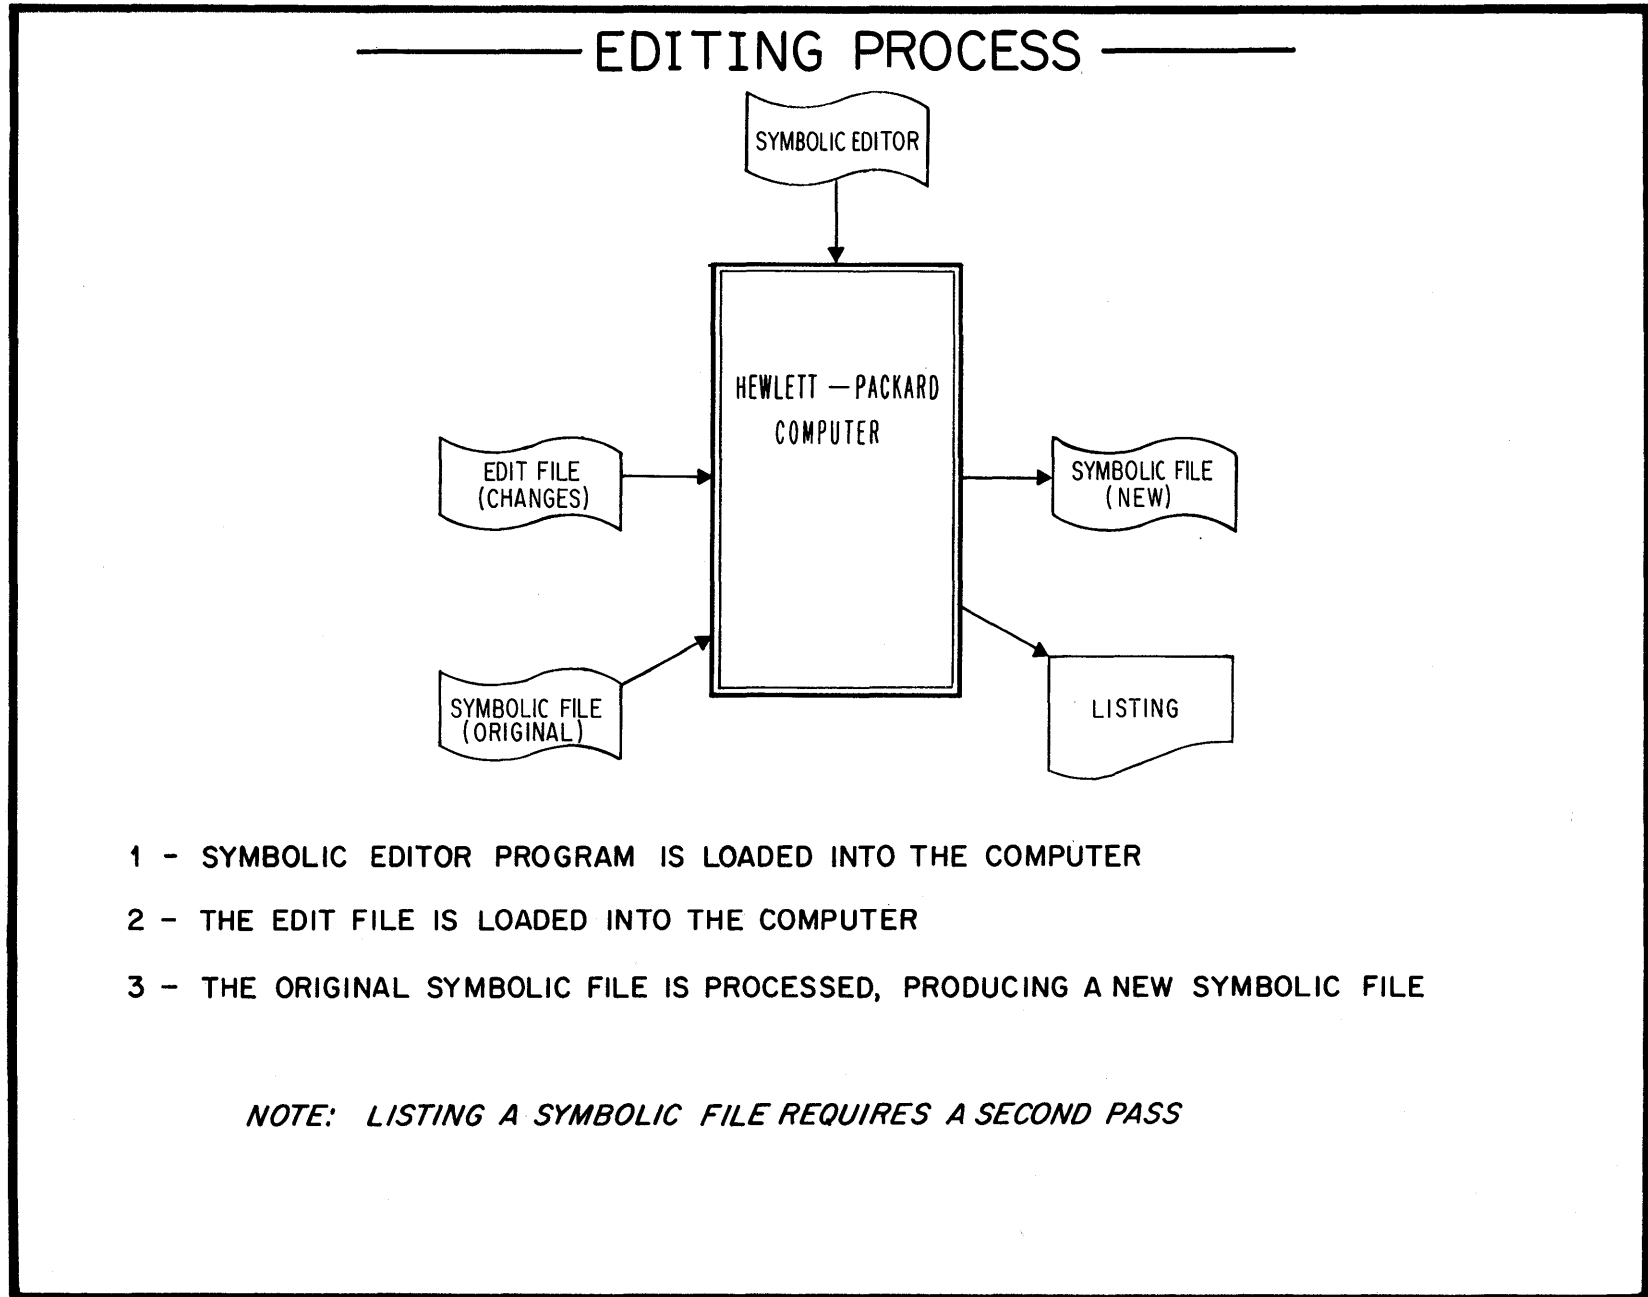 EDITING PROCESS
SYMBOLIC EDITOR
HEWLETT — PACKARD
COMPUTER
EDIT FILE
(CHANGES)
SYMBOLIC FILE
(NEW)
SYMBOLIC FILE
(ORIGINAL)
LISTING
1 - SYMBOLIC EDITOR PROGRAM IS LOADED INTO THE COMPUTER
2 - THE EDIT FILE IS LOADED INTO THE COMPUTER
3 - THE ORIGINAL SYMBOLIC FILE IS PROCESSED, PRODUCING A NEW SYMBOLIC FILE
NOTE: LISTING A SYMBOLIC FILE REQUIRES A SECOND PASS